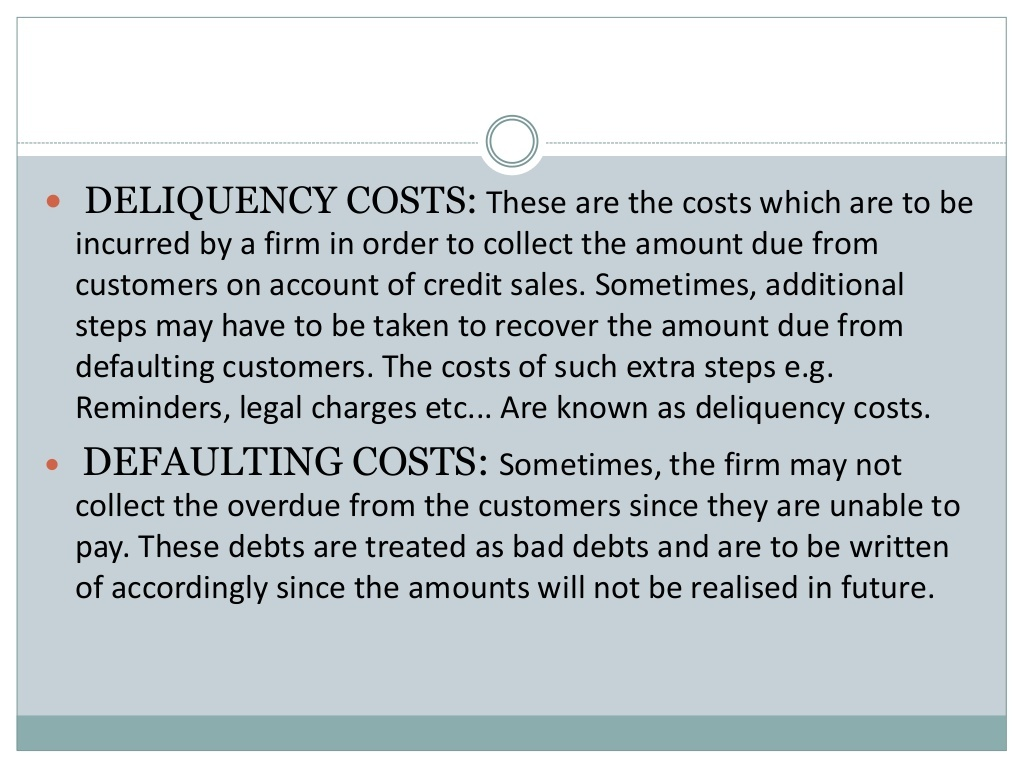 • DELIQUENCY COSTS: These are the costs which are to be
incurred by a firm in order to collect the amount due from
customers on account of credit sales. Sometimes, additional
steps may have to be taken to recover the amount due from
defaulting customers. The costs of such extra steps e.g.
Reminders, legal charges etc... Are known as deliquency costs.
• DEFAULTING COSTS: Sometimes, the firm may not
collect the overdue from the customers since they are unable to
pay. These debts are treated as bad debts and are to be written
of accordingly since the amounts will not be realised in future.